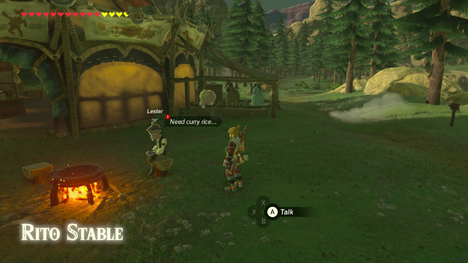 Lester
Need curry rice...
X
Y
A Talk
B
Rito Stable